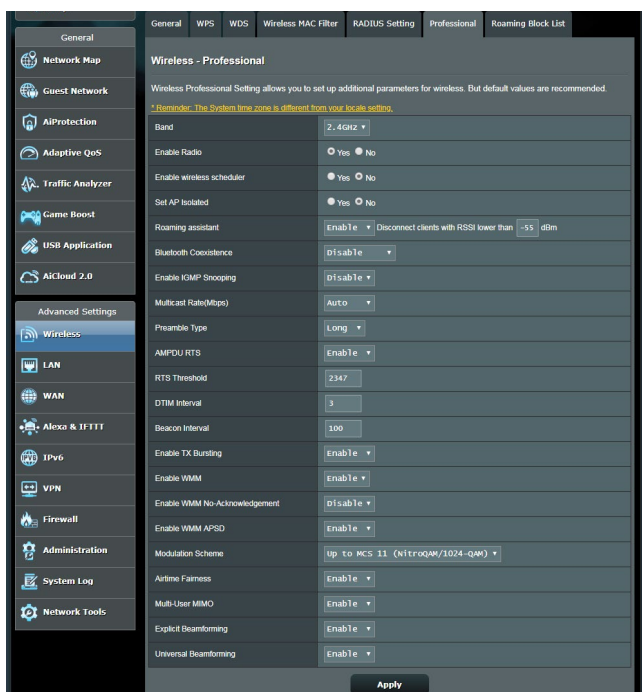 General WPS WDS Wireless MAC Filter RADIUS Setting Professional Roaming Block List
General
Network Map
Guest Network
AiProtection
Adaptive QoS
Traffic Analyzer
Game Boost
USB Application
AiCloud 2.0
Advanced Settings
Wireless
LAN
WAN
Alexa & IFTTT
IPv6
VPN
Firewall
Administration
System Log
Network Tools
Wireless - Professional
Wireless Professional Setting allows you to set up additional parameters for wireless. But default values are recommended.
* Reminder: The System time zone is different from your locale setting.
Band 2.4GHz
Enable Radio Yes No
Enable wireless scheduler Yes No
Set AP Isolated Yes No
Roaming assistant Enable Disconnect clients with RSSI lower than -55 dBm
Bluetooth Coexistence Disable
Enable IGMP Snooping Disable
Multicast Rate(Mbps) Auto
Preamble Type Long
AMPDU RTS Enable
RTS Threshold 2347
DTIM Interval 3
Beacon Interval 100
Enable TX Bursting Enable
Enable WMM Enable
Enable WMM No-Acknowledgement Disable
Enable WMM APSD Enable
Modulation Scheme Up to MCS 11 (NitroQAM/1024-QAM)
Airtime Fairness Enable
Multi-User MIMO Enable
Explicit Beamforming Enable
Universal Beamforming Enable
Apply